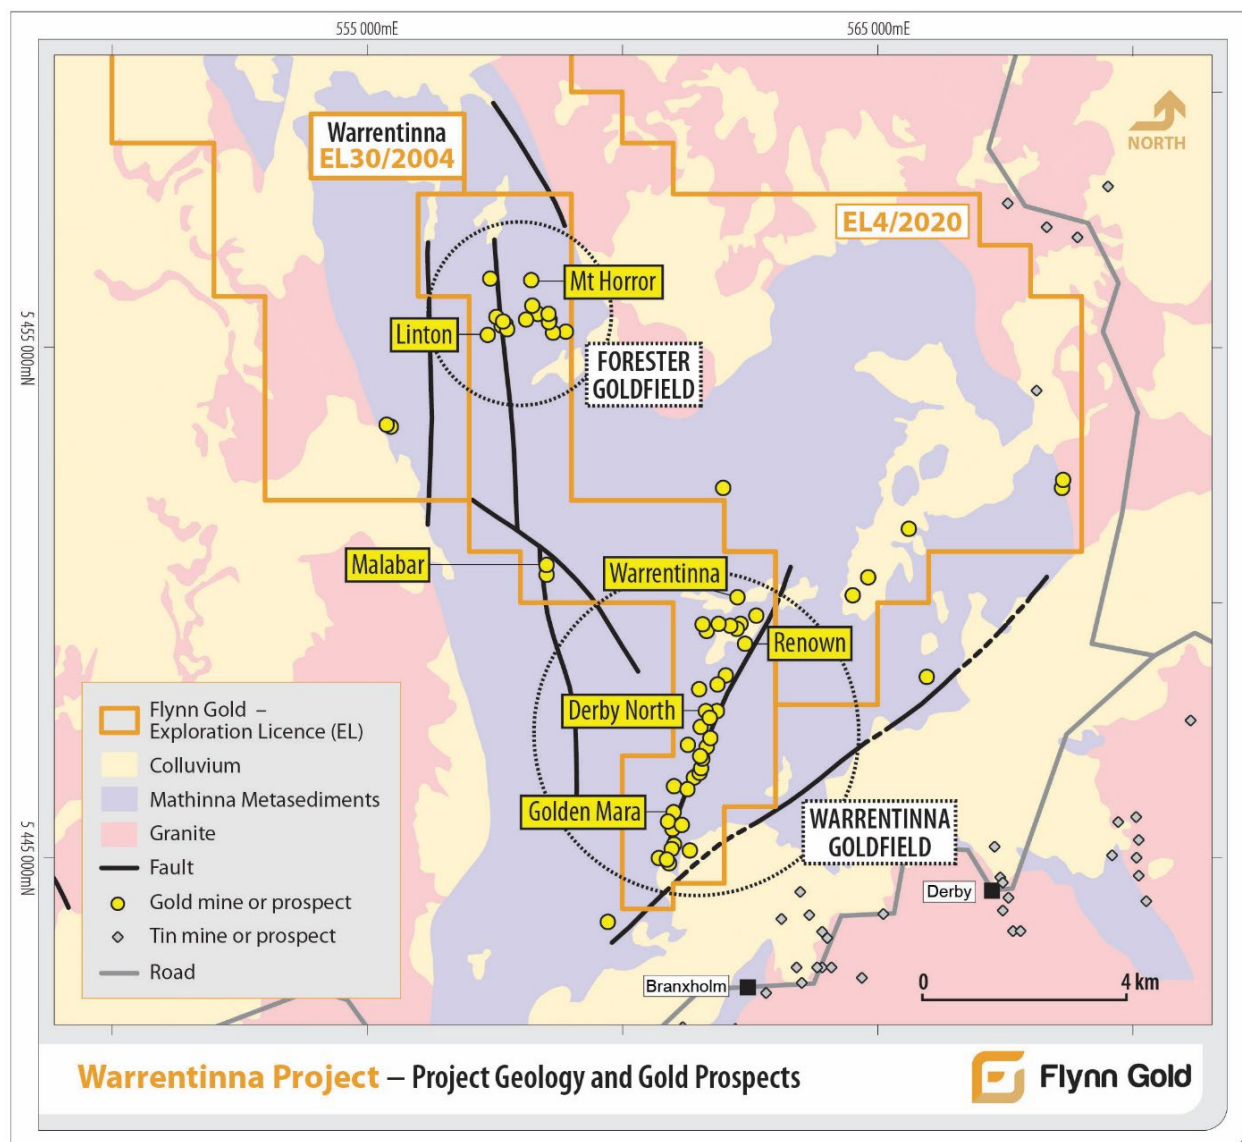 555 000mE
565 000mE
Warrentinna
EL30/2004
NORTH
EL4/2020
Mt Horror
5 455 000mN
Linton
FORESTER
GOLDFIELD
Malabar
Warrentinna
Renown
Derby North
Golden Mara
WARRENTINNA
GOLDFIELD
5 445 000mN
Derby
Branxholm
0 4 km
Flynn Gold –
Exploration Licence (EL)
Colluvium
Mathinna Metasediments
Granite
Fault
Gold mine or prospect
Tin mine or prospect
Road
Warrentinna Project – Project Geology and Gold Prospects
Flynn Gold